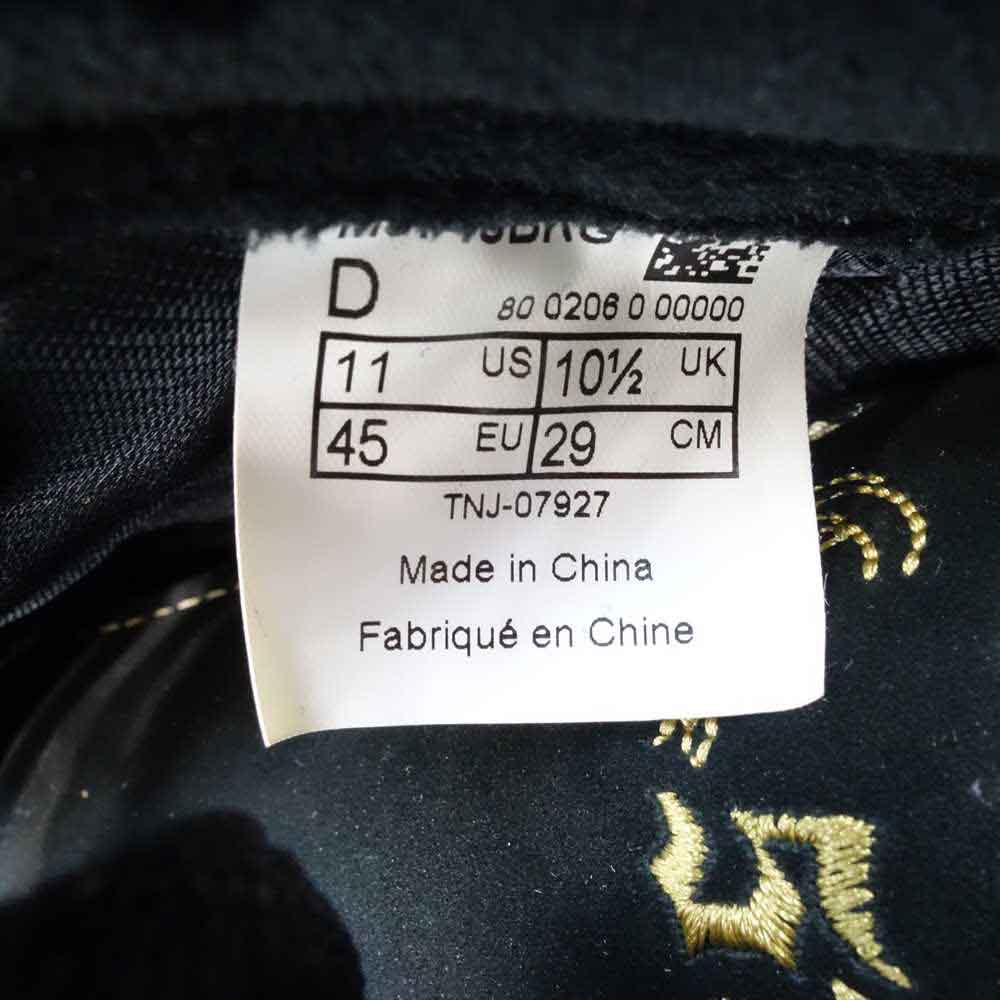 D
80 0206 0 00000
11 US 10½ UK
45 EU 29 CM
TNJ-07927
Made in China
Fabriqué en Chine